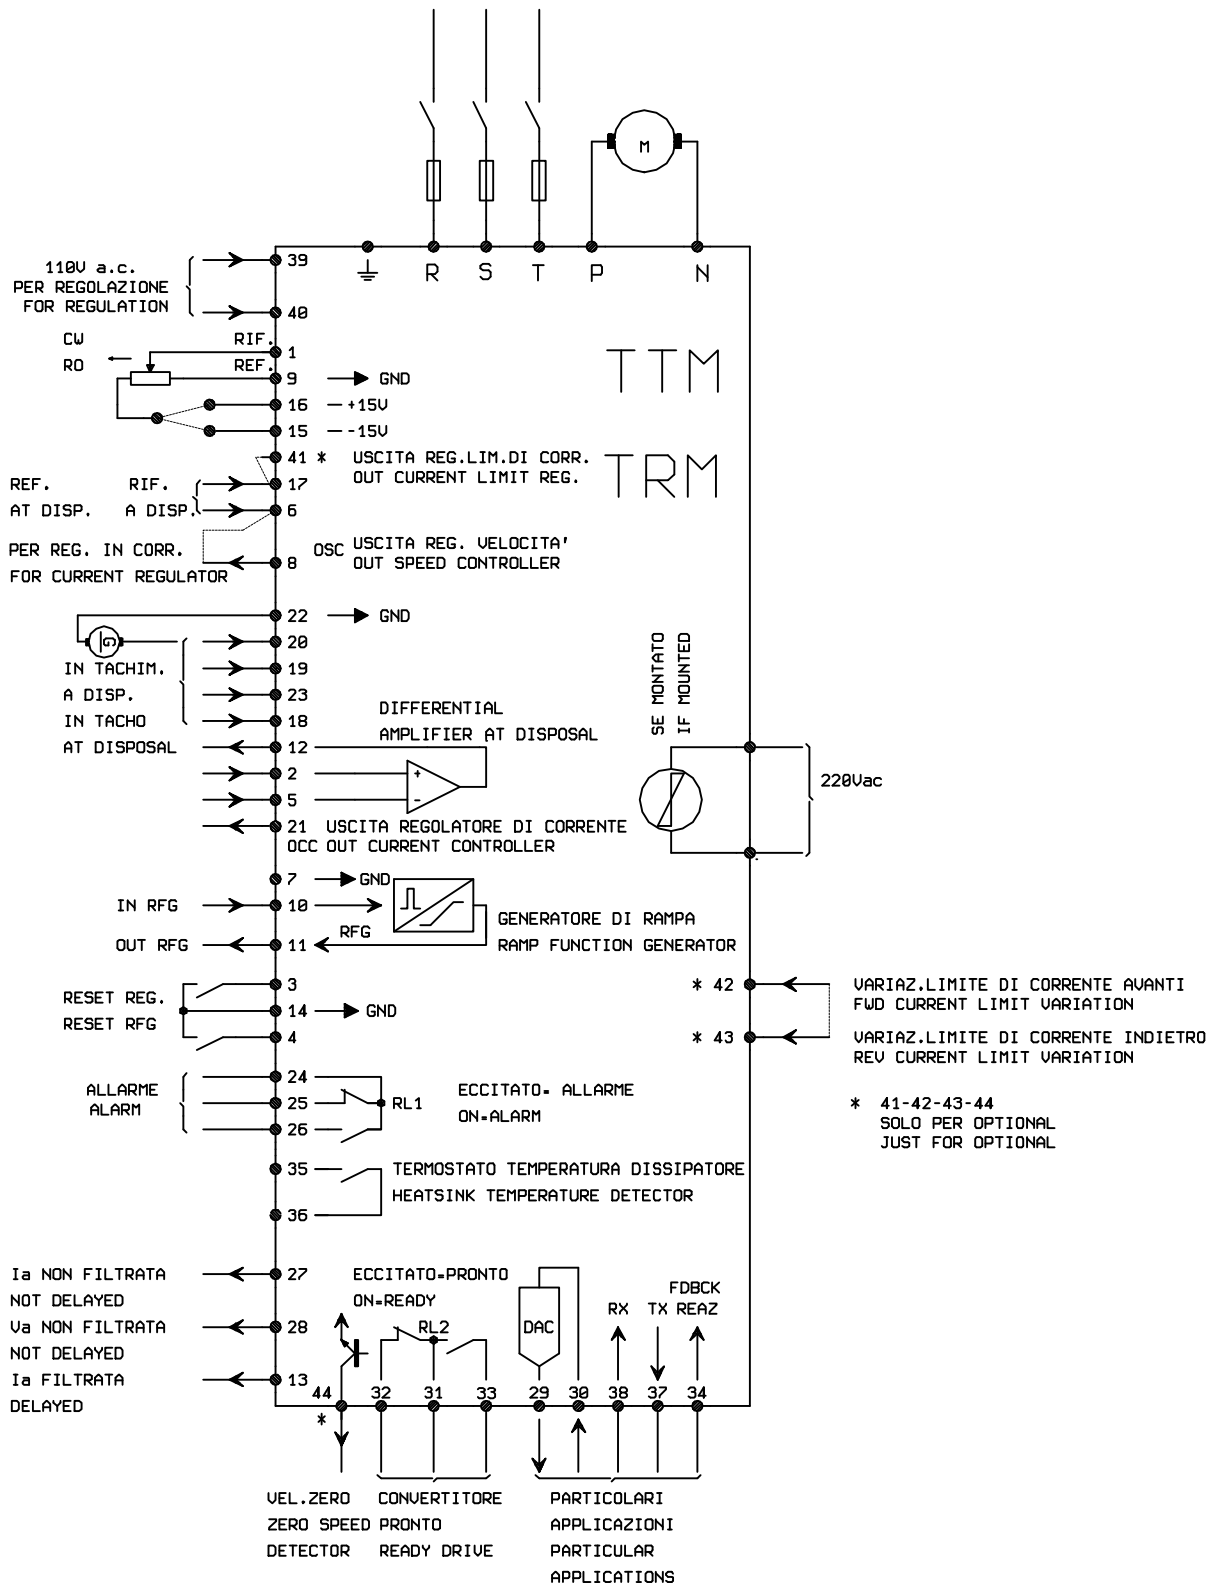 M
R S T P N
39
110V a.c.
PER REGOLAZIONE
FOR REGULATION
40
CW RIF.
1
RO REF.
9 GND
16 +15V
15 -15V
TTM
TRM
41 * USCITA REG.LIM.DI CORR.
OUT CURRENT LIMIT REG.
17
REF. RIF.
AT DISP. A DISP.
6
PER REG. IN CORR.
FOR CURRENT REGULATOR
OSC USCITA REG. VELOCITA'
OUT SPEED CONTROLLER
8
22 GND
G
20
IN TACHIM. 19
A DISP. 23
IN TACHO 18
AT DISPOSAL 12
DIFFERENTIAL
AMPLIFIER AT DISPOSAL
2 +
5 -
21 USCITA REGOLATORE DI CORRENTE
OCC OUT CURRENT CONTROLLER
SE MONTATO
IF MOUNTED
220Vac
7 GND
IN RFG 10
RFG
OUT RFG 11
GENERATORE DI RAMPA
RAMP FUNCTION GENERATOR
3
RESET REG.
14 GND
RESET RFG
4
* 42 VARIAZ.LIMITE DI CORRENTE AVANTI
FWD CURRENT LIMIT VARIATION
* 43 VARIAZ.LIMITE DI CORRENTE INDIETRO
REV CURRENT LIMIT VARIATION
* 41-42-43-44
SOLO PER OPTIONAL
JUST FOR OPTIONAL
24
ALLARME
ALARM
25 RL1
26
ECCITATO= ALLARME
ON=ALARM
35 TERMOSTATO TEMPERATURA DISSIPATORE
HEATSINK TEMPERATURE DETECTOR
36
Ia NON FILTRATA 27
NOT DELAYED
Va NON FILTRATA 28
NOT DELAYED
Ia FILTRATA 13
DELAYED
ECCITATO=PRONTO
ON=READY
RL2
DAC
FDBCK
RX TX REAZ
44 32 31 33 29 30 38 37 34
*
VEL.ZERO
ZERO SPEED
DETECTOR
CONVERTITORE
PRONTO
READY DRIVE
PARTICOLARI
APPLICAZIONI
PARTICULAR
APPLICATIONS